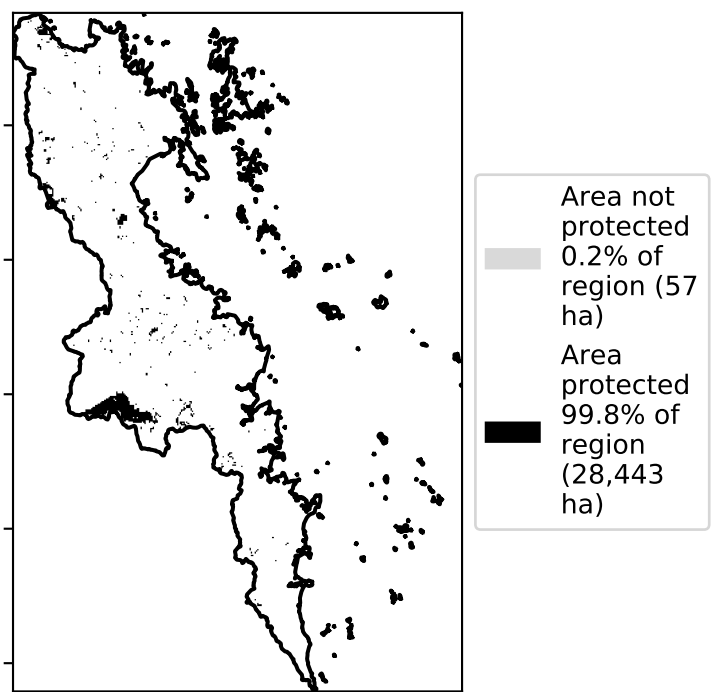 Area not
protected
0.2% of
region (57
ha)
Area
protected
99.8% of
region
(28,443
ha)